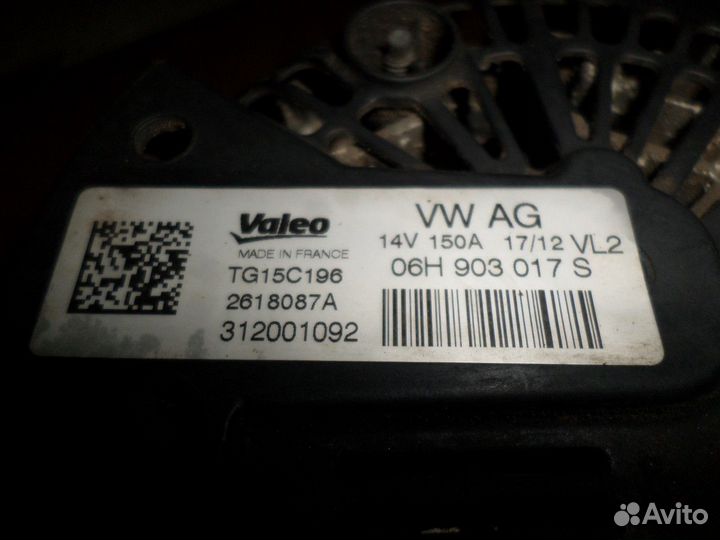 Valeo
MADE IN FRANCE
TG15C196
2618087A
312001092
VW AG
14V 150A 17/12 VL2
06H 903 017 S
Avito